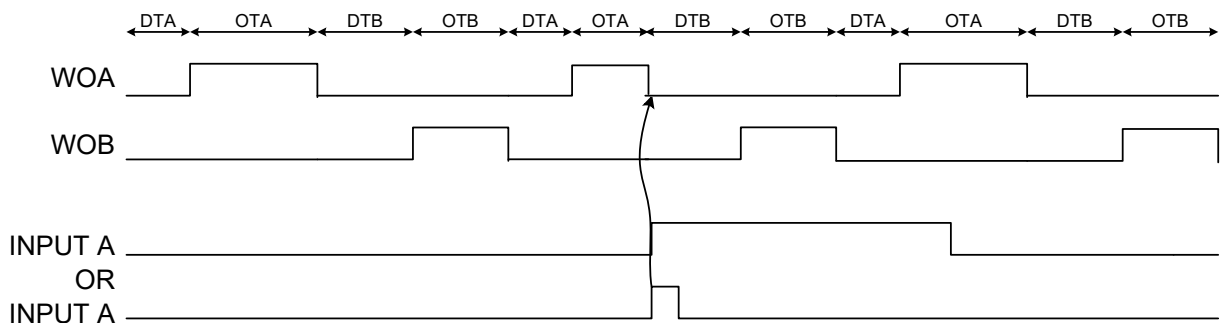 DTA OTA DTB OTB DTA OTA DTB OTB DTA OTA DTB OTB
WOA
WOB
INPUT A
OR
INPUT A